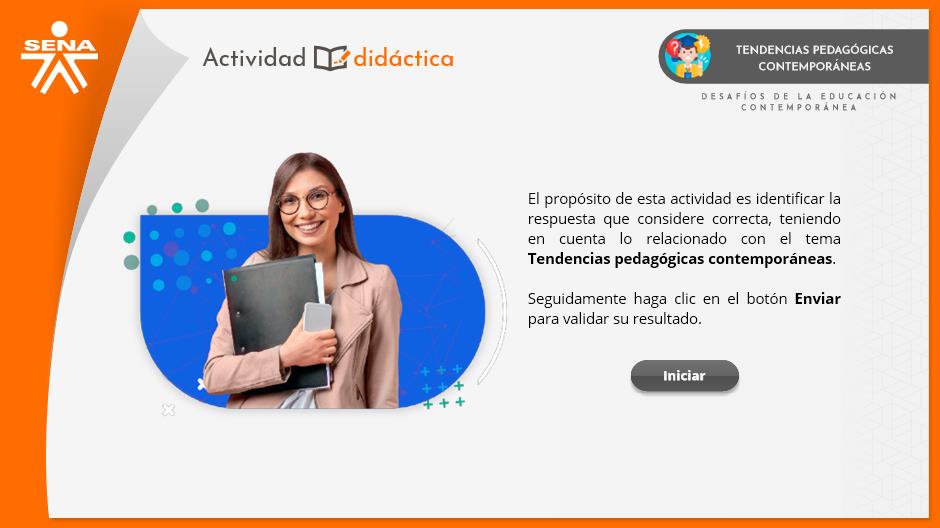 SENA
Actividad didáctica
TENDENCIAS PEDAGÓGICAS
CONTEMPORÁNEAS
DESAFÍOS DE LA EDUCACIÓN
CONTEMPORÁNEA
El propósito de esta actividad es identificar la
respuesta que considere correcta, teniendo
en cuenta lo relacionado con el tema
Tendencias pedagógicas contemporáneas.
Seguidamente haga clic en el botón Enviar
para validar su resultado.
Iniciar